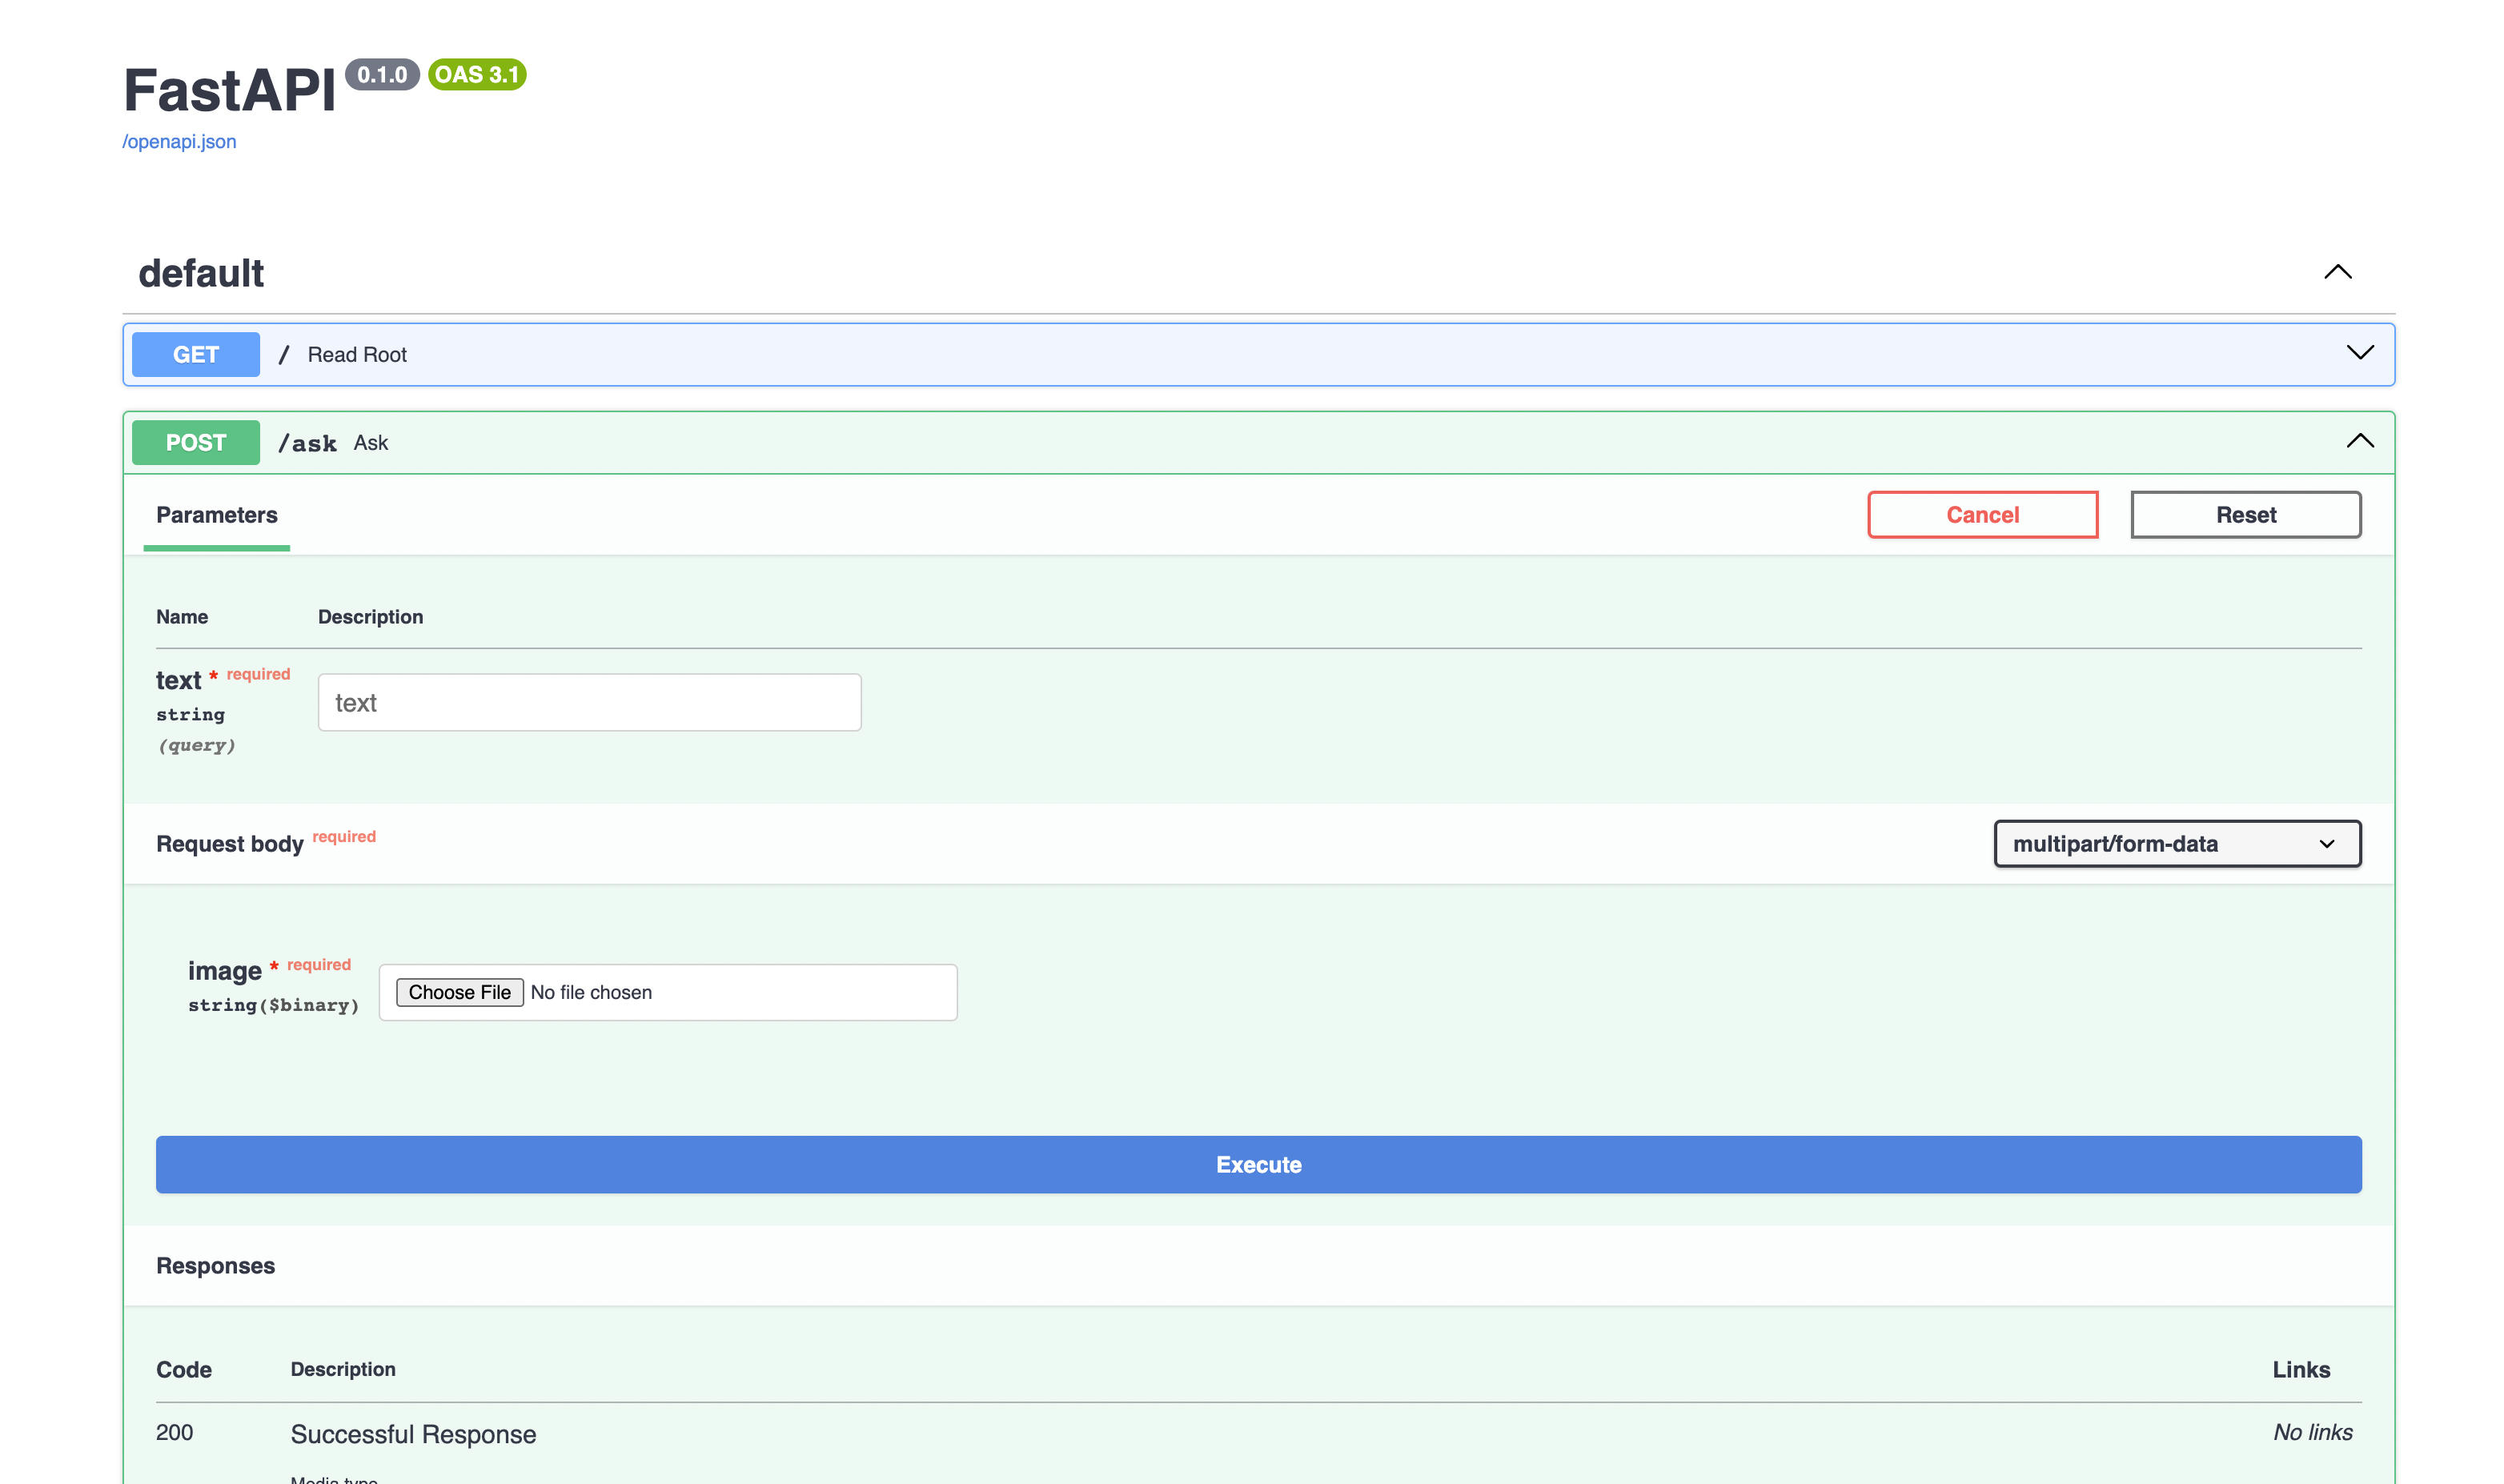 FastAPI 0.1.0 OAS 3.1
/openapi.json
default
GET / Read Root
POST /ask Ask
Parameters Cancel Reset
Name Description
text * required text
string
(query)
Request body required multipart/form-data
image * required
string($binary) Choose File No file chosen
Execute
Responses
Code Description Links
200 Successful Response No links
Media type